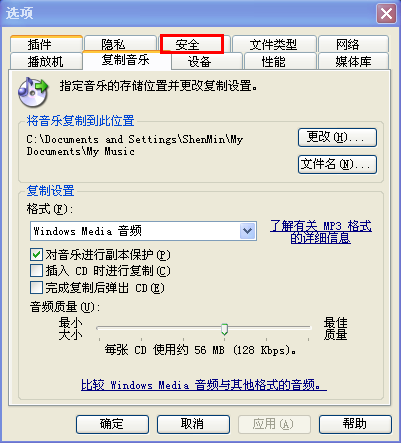 选项
插件 隐私 安全 文件类型 网络
播放机 复制音乐 设备 性能 媒体库
指定音乐的存储位置并更改复制设置。
将音乐复制到此位置
C:\Documents and Settings\ShenMin\My
Documents\My Music
更改(H)...
文件名(N)...
复制设置
格式(F):
Windows Media 音频
了解有关 MP3 格式
的详细信息
对音乐进行副本保护(P)
插入 CD 时进行复制(C)
完成复制后弹出 CD(E)
音频质量(U):
最小
大小
最佳
质量
每张 CD 使用约 56 MB (128 Kbps)。
比较 Windows Media 音频与其他格式的音频。
确定 取消 应用(A) 帮助